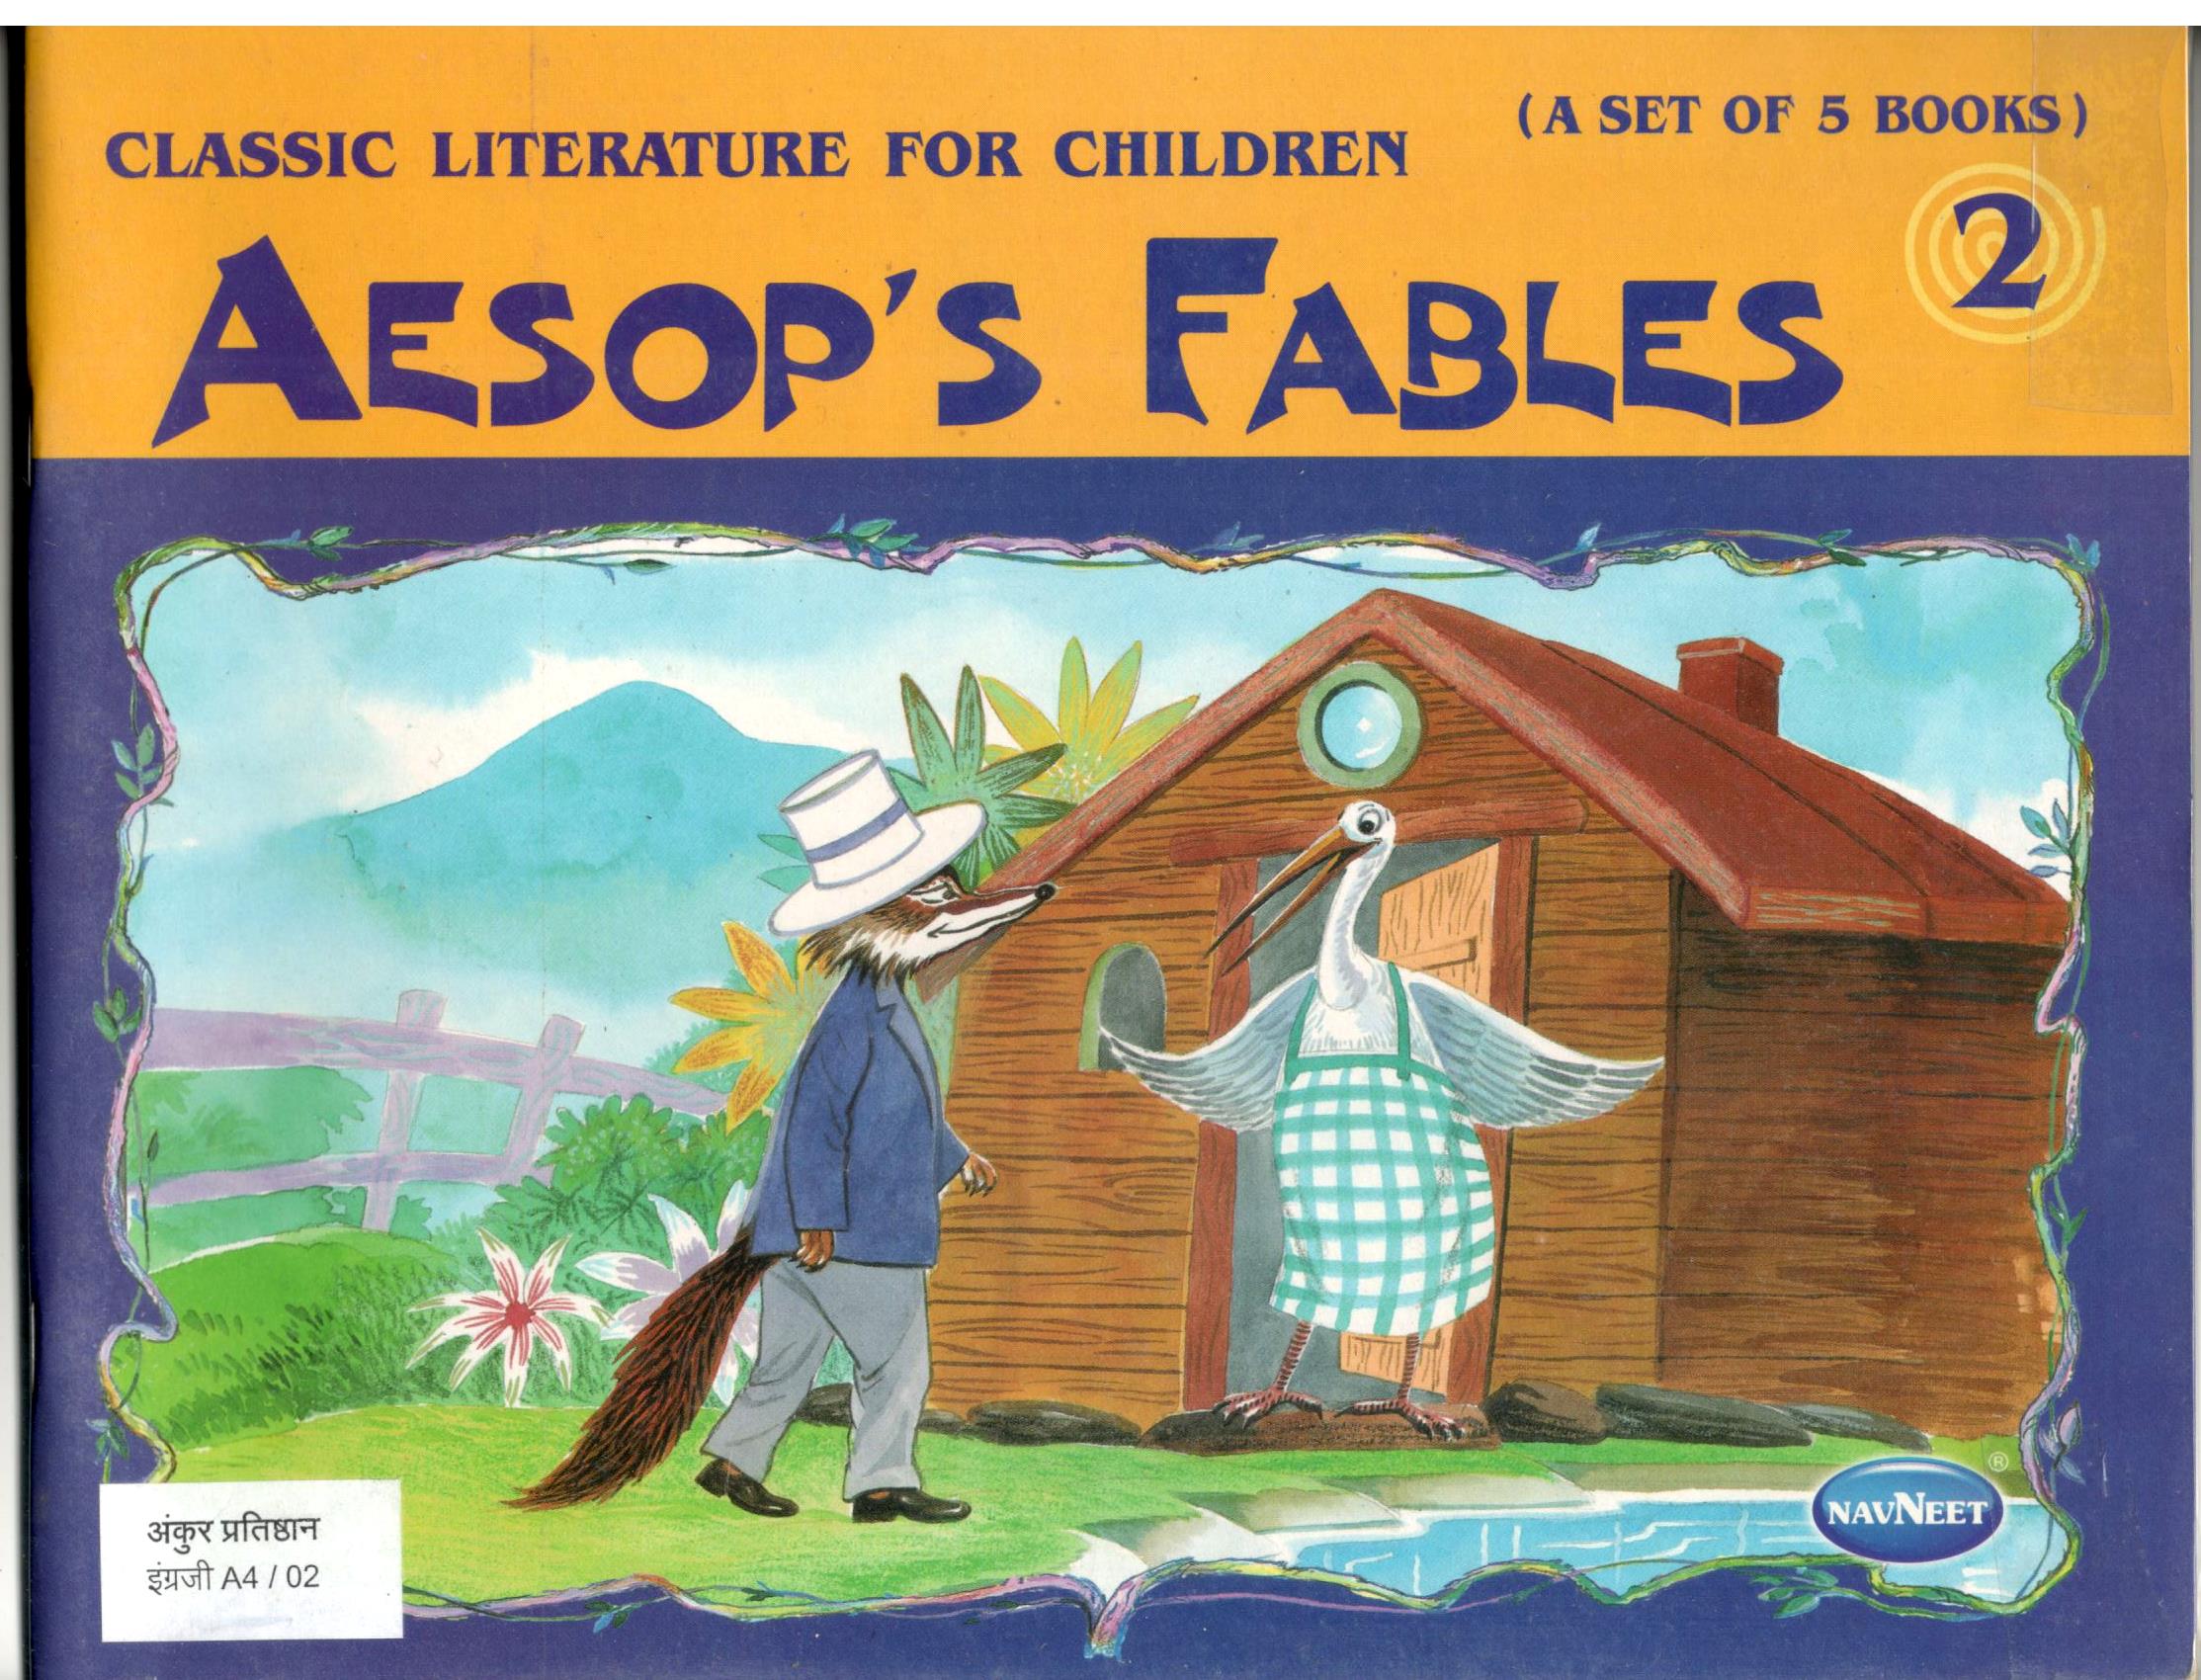 (A SET OF 5 BOOKS)
CLASSIC LITERATURE FOR CHILDREN
AESOP'S FABLES
2
NAVNEET
®
अंकुर प्रतिष्ठान
इंग्रजी A4 / 02